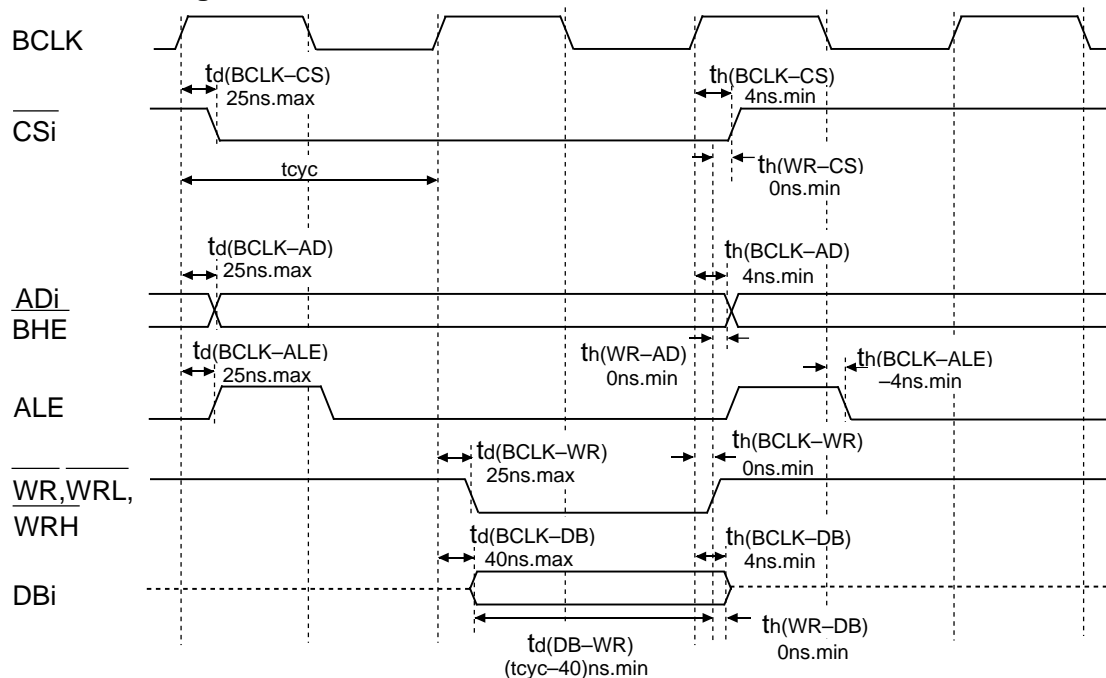 BCLK
td(BCLK–CS)
25ns.max
th(BCLK–CS)
4ns.min
CSi
tcyc
th(WR–CS)
0ns.min
td(BCLK–AD)
25ns.max
th(BCLK–AD)
4ns.min
ADi
BHE
td(BCLK–ALE)
25ns.max
th(WR–AD)
0ns.min
th(BCLK–ALE)
–4ns.min
ALE
td(BCLK–WR)
25ns.max
th(BCLK–WR)
0ns.min
WR,WRL,
WRH
td(BCLK–DB)
40ns.max
th(BCLK–DB)
4ns.min
DBi
td(DB–WR)
(tcyc–40)ns.min
th(WR–DB)
0ns.min